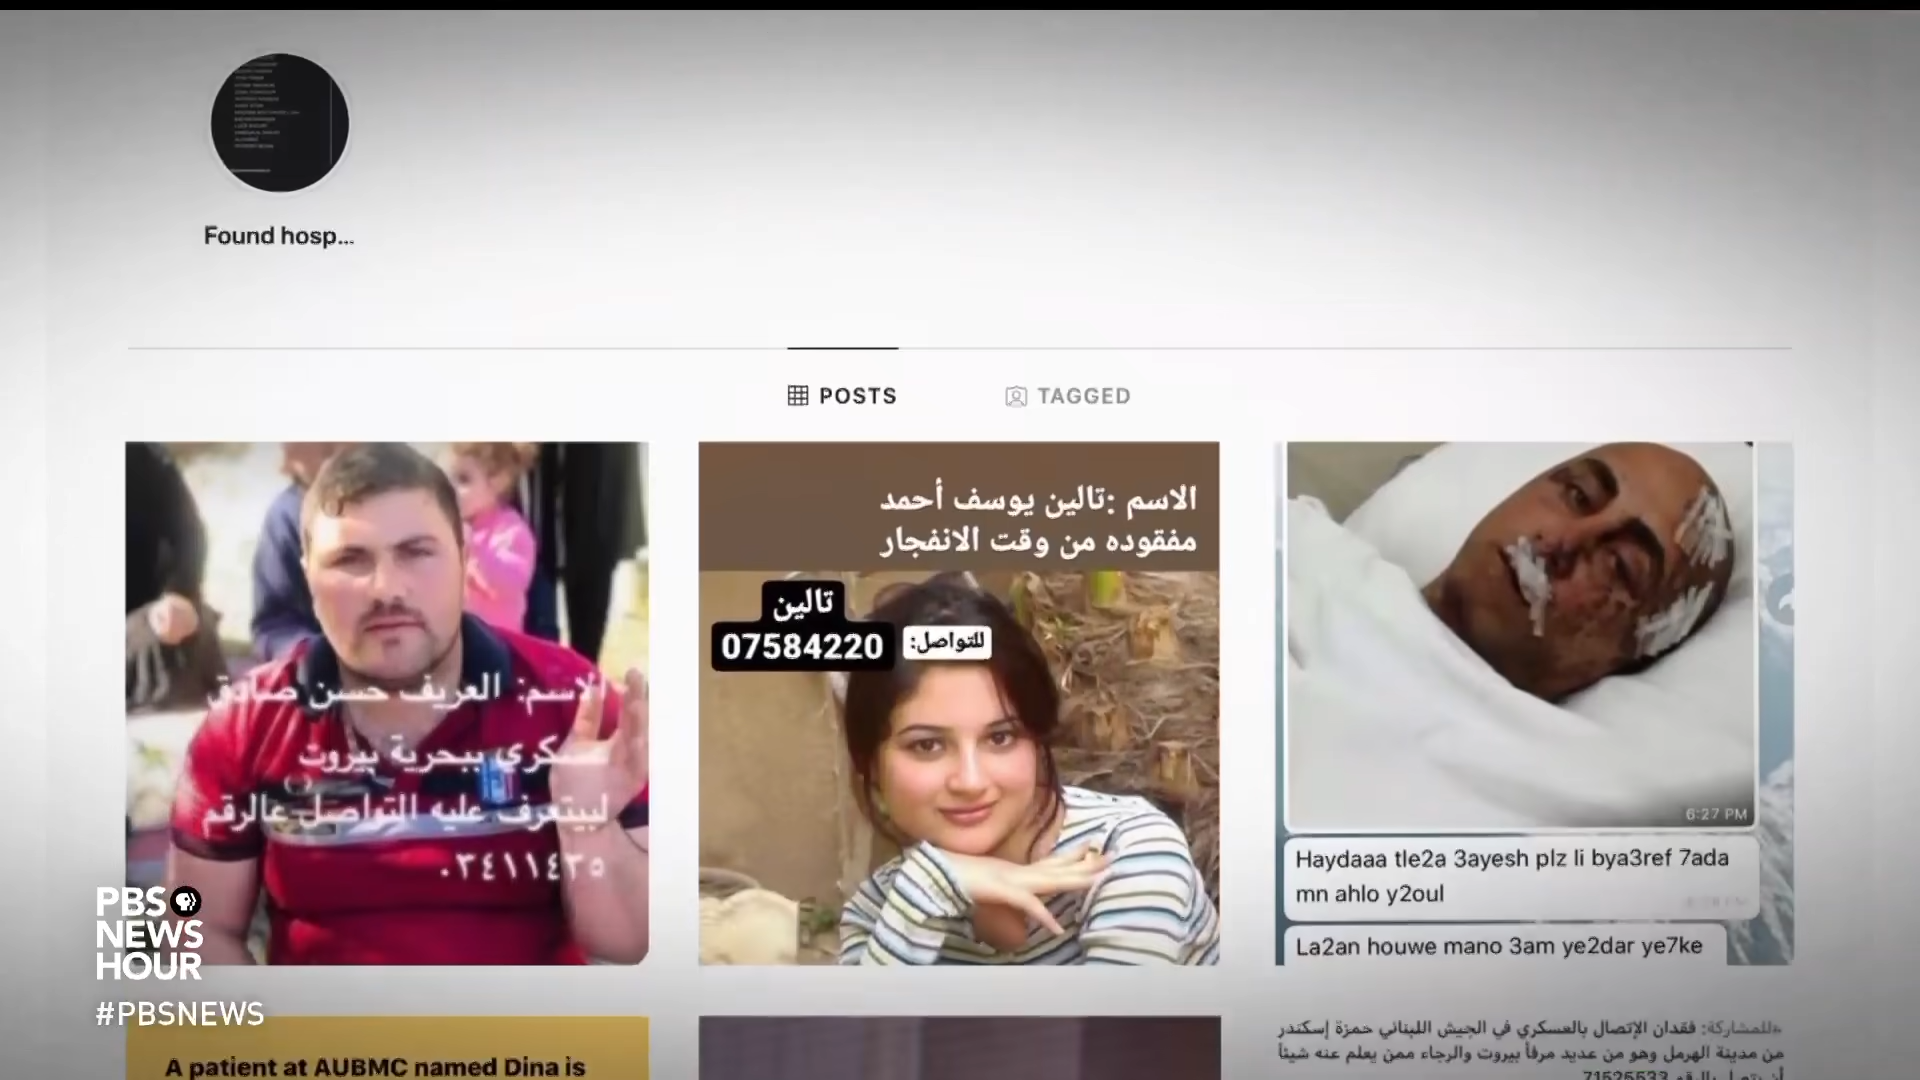 Found hosp...
POSTS
TAGGED
الاسم: العريف حسن صادق
عسكري ببحرية بيروت
لبيتعرف عليه التواصل عالرقم
٠٣٤١١٤٣٥
الاسم :تالين يوسف أحمد
مفقوده من وقت الانفجار
تالين
07584220
للتواصل:
6:27 PM
Haydaaa tle2a 3ayesh plz li bya3ref 7ada
mn ahlo y2oul
La2an houwe mano 3am ye2dar ye7ke
A patient at AUBMC named Dina is
للمشاركة: فقدان الإتصال بالعسكري في الجيش اللبناني حمزة إسكندر
من مدينة الهرمل وهو من عديد مرفأ بيروت والرجاء ممن يعلم عنه شيئاً
71525533
PBS
NEWS
HOUR
#PBSNEWS